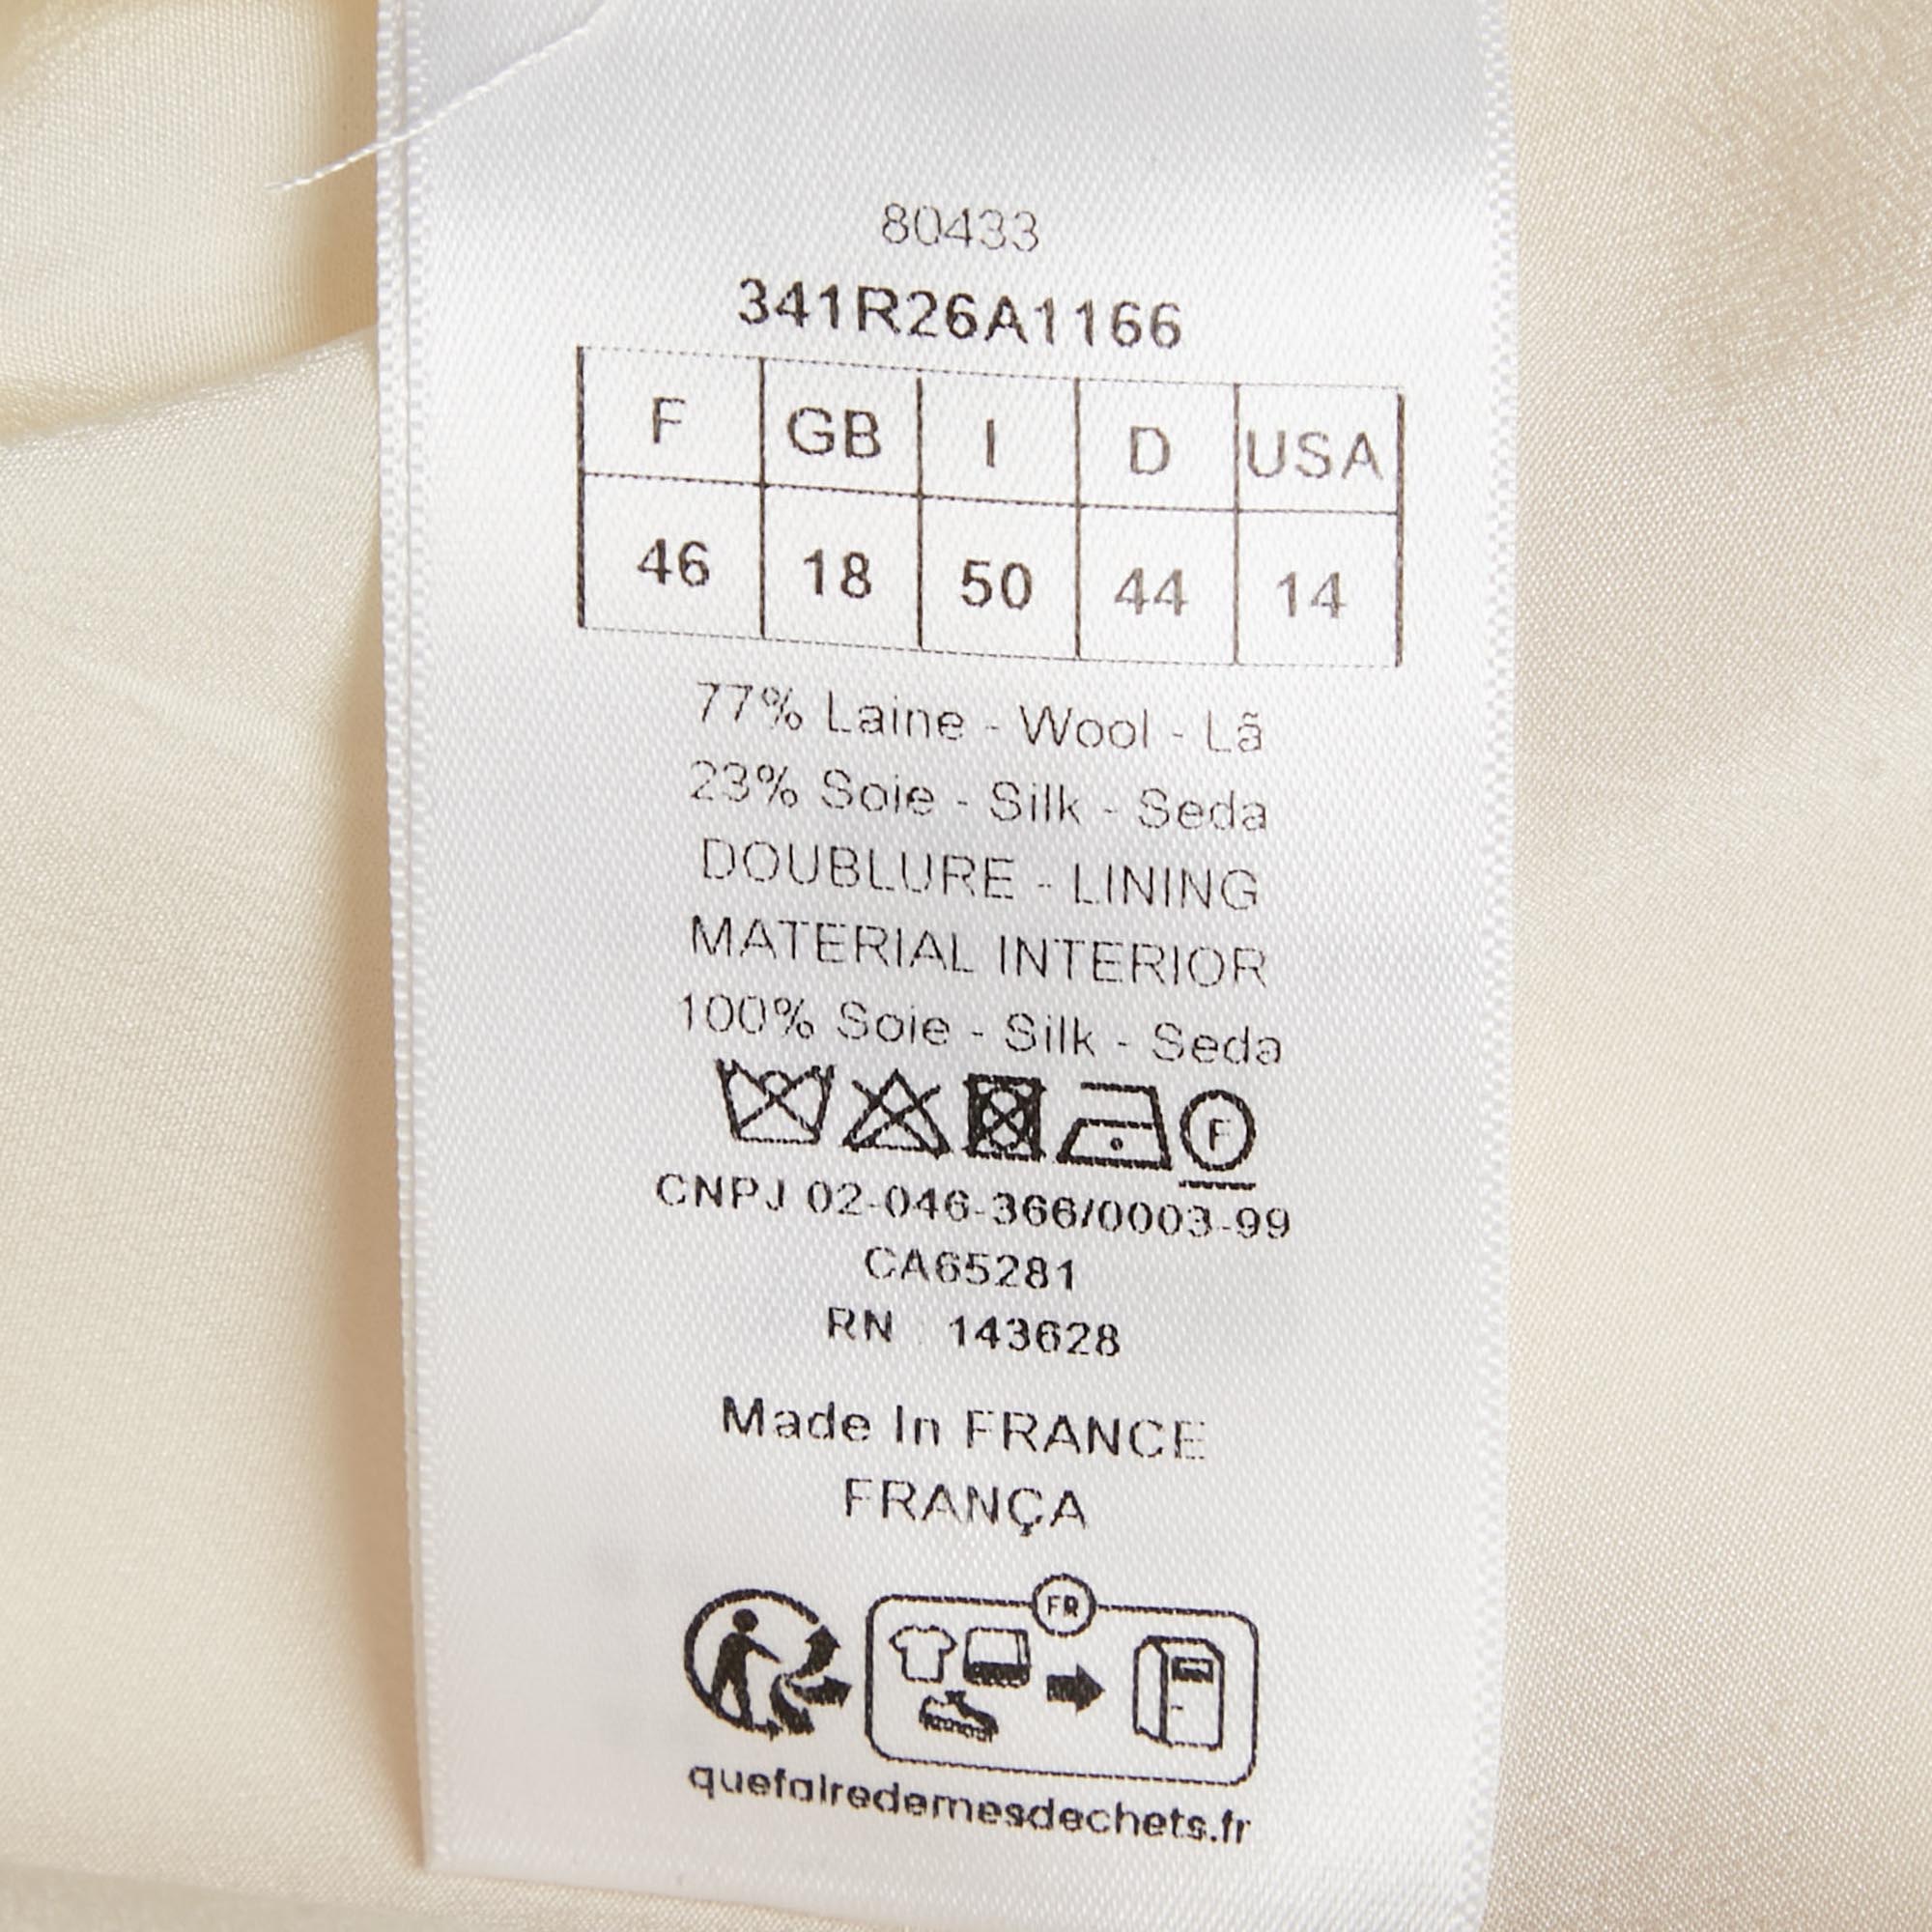 80433
341R26A1166
F GB I D USA
46 18 50 44 14
77% Laine - Wool - Lã
23% Soie - Silk - Seda
DOUBLURE - LINING
MATERIAL INTERIOR
100% Soie - Silk - Seda
F
CNPJ 02-046-366/0003-99
CA65281
RN : 143628
Made In FRANCE
FRANÇA
FR
quefairedemesdechets.fr